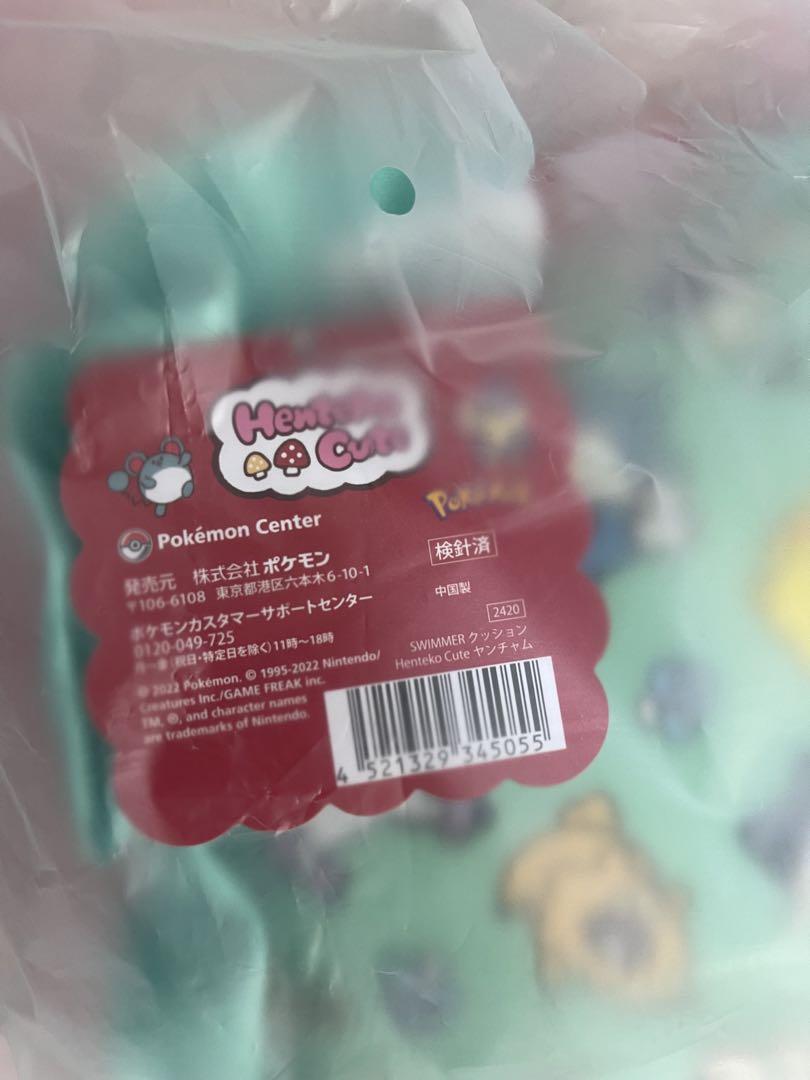 Henteko
Cute
Pokémon
Pokémon Center
検針済
発売元 株式会社ポケモン
〒106-6108 東京都港区六本木6-10-1
中国製
ポケモンカスタマーサポートセンター
0120-049-725
月~金(祝日・特定日を除く)11時~18時
2420
SWIMMER クッション
Henteko Cute ヤンチャム
© 2022 Pokémon. © 1995-2022 Nintendo/
Creatures Inc./GAME FREAK inc.
TM, ®, and character names
are trademarks of Nintendo.
4 521329 345055